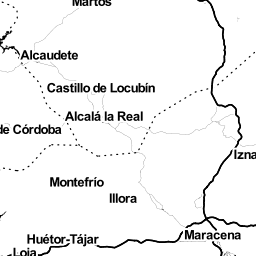 Martos
Alcaudete
Castillo de Locubín
Alcalá la Real
de Córdoba
Izna
Montefrío
Illora
Maracena
Huétor-Tájar
Loja